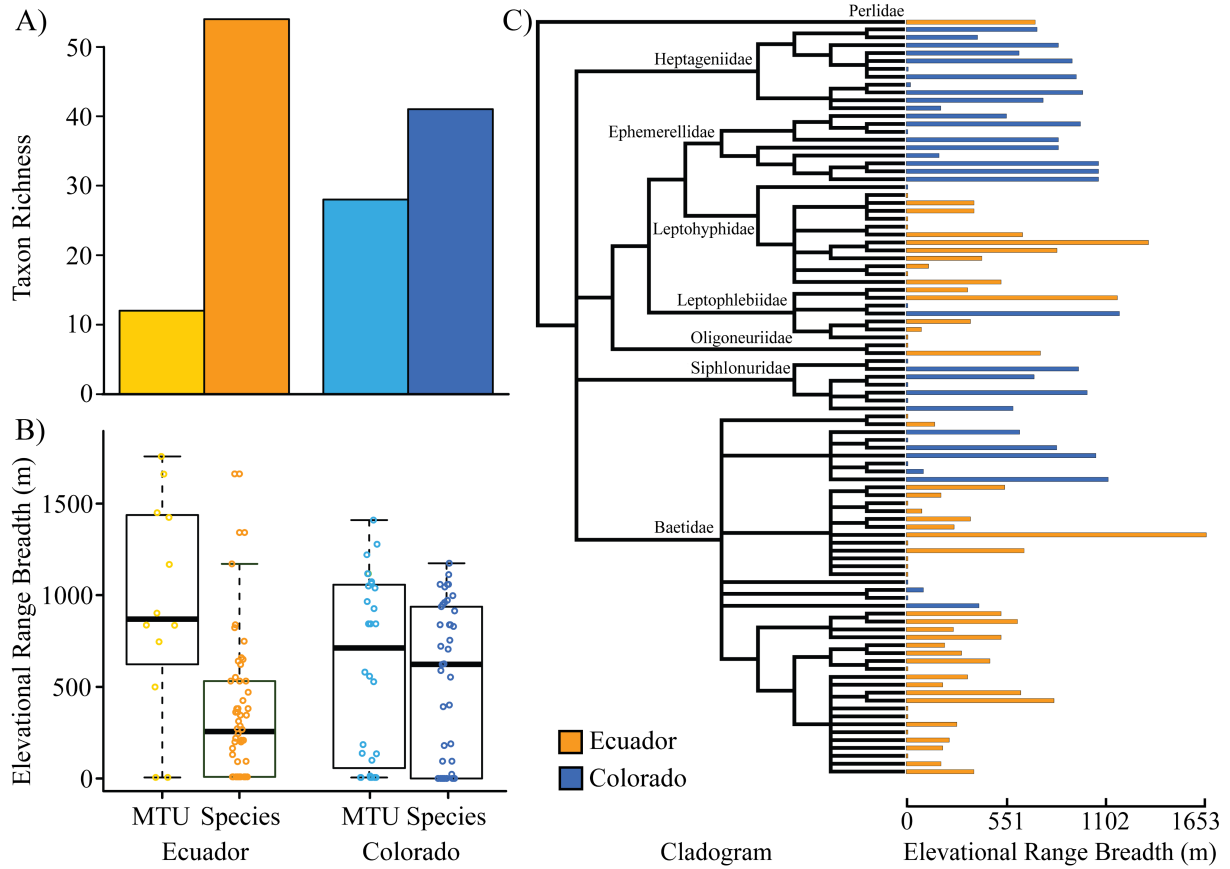 A)
Taxon Richness
50
40
30
20
10
0
B)
Elevational Range Breadth (m)
1500
1000
500
0
MTU Species
MTU Species
Ecuador
Colorado
C)
Perlidae
Heptageniidae
Ephemerellidae
Leptohyphidae
Leptophlebiidae
Oligoneuriidae
Siphlonuridae
Baetidae
Ecuador
Colorado
0 551 1102 1653
Cladogram
Elevational Range Breadth (m)